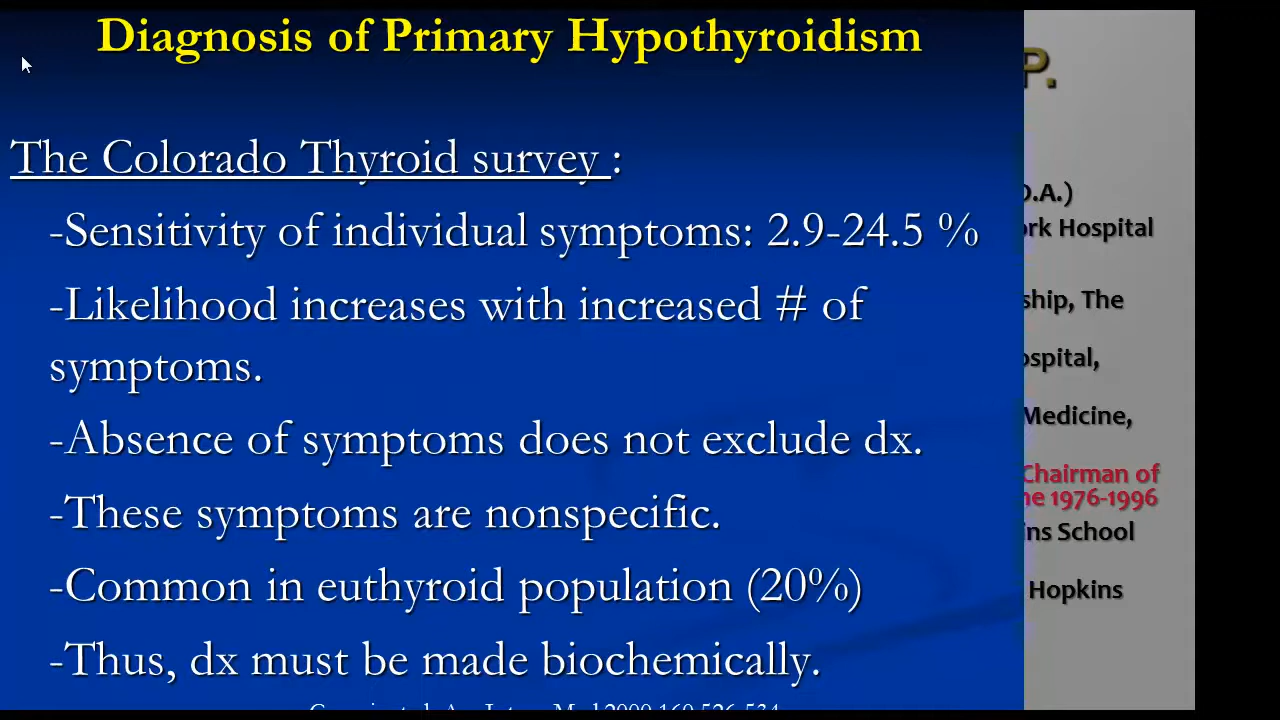 Diagnosis of Primary Hypothyroidism
The Colorado Thyroid survey :
-Sensitivity of individual symptoms: 2.9-24.5 %
-Likelihood increases with increased # of
symptoms.
-Absence of symptoms does not exclude dx.
-These symptoms are nonspecific.
-Common in euthyroid population (20%)
-Thus, dx must be made biochemically.
P.
O.A.)
ork Hospital
ship, The
ospital,
Medicine,
Chairman of
ne 1976-1996
ins School
Hopkins